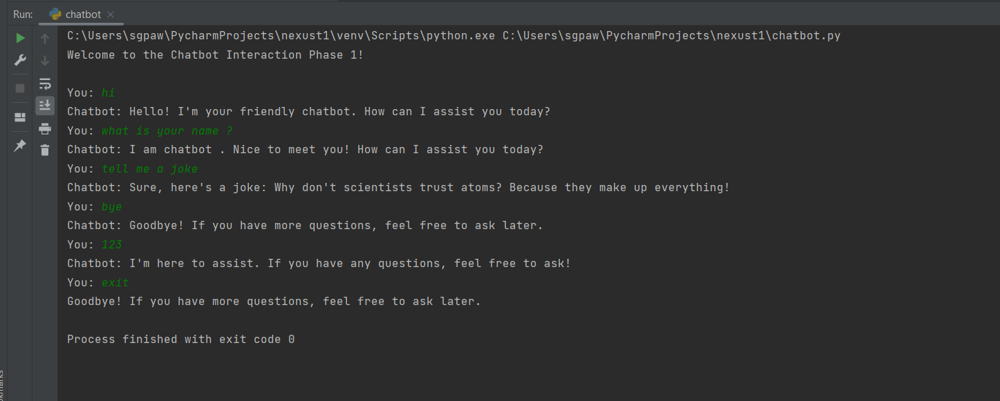 Run: chatbot
C:\Users\sgpaw\PycharmProjects\nexust1\venv\Scripts\python.exe C:\Users\sgpaw\PycharmProjects\nexust1\chatbot.py
Welcome to the Chatbot Interaction Phase 1!
You: hi
Chatbot: Hello! I'm your friendly chatbot. How can I assist you today?
You: what is your name ?
Chatbot: I am chatbot . Nice to meet you! How can I assist you today?
You: tell me a joke
Chatbot: Sure, here's a joke: Why don't scientists trust atoms? Because they make up everything!
You: bye
Chatbot: Goodbye! If you have more questions, feel free to ask later.
You: 123
Chatbot: I'm here to assist. If you have any questions, feel free to ask!
You: exit
Goodbye! If you have more questions, feel free to ask later.
Process finished with exit code 0